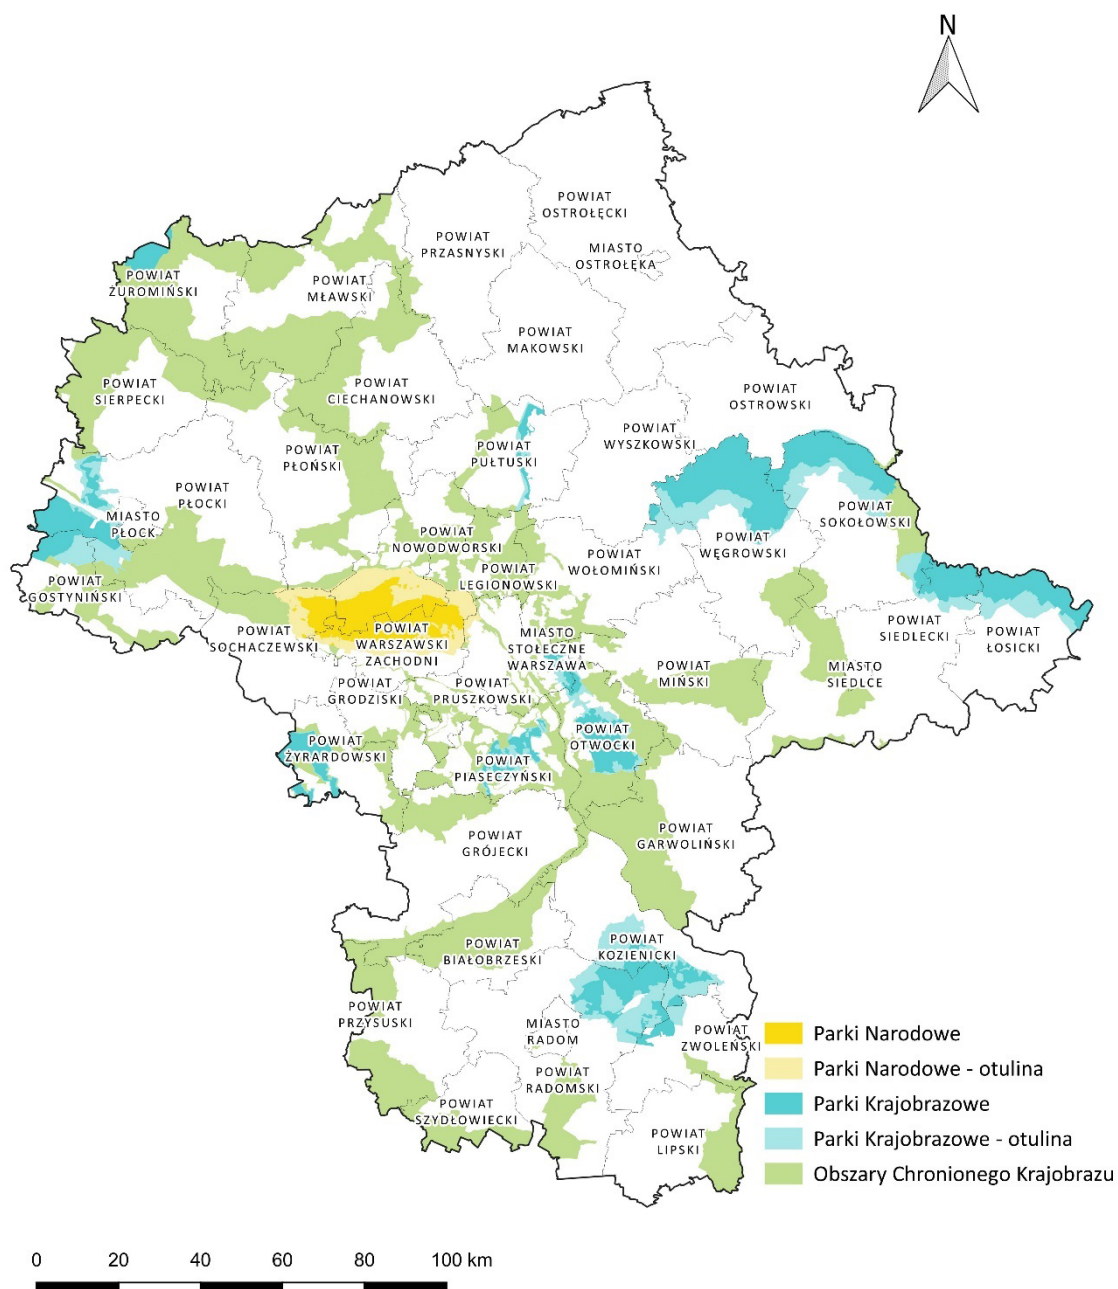 N
POWIAT
OSTROŁĘCKI
POWIAT
PRZASNYSKI
MIASTO
OSTROŁĘKA
POWIAT
ŻUROMIŃSKI
POWIAT
MŁAWSKI
POWIAT
MAKOWSKI
POWIAT
SIERPECKI
POWIAT
CIECHANOWSKI
POWIAT
OSTROWSKI
POWIAT
WYSZKOWSKI
POWIAT
PŁOŃSKI
POWIAT
PUŁTUSKI
POWIAT
PŁOCKI
MIASTO
PŁOCK
POWIAT
SOKOŁOWSKI
POWIAT
NOWODWORSKI
POWIAT
WĘGROWSKI
POWIAT
WOŁOMIŃSKI
POWIAT
LEGIONOWSKI
POWIAT
GOSTYNIŃSKI
POWIAT
SOCHACZEWSKI
POWIAT
WARSZAWSKI
ZACHODNI
MIASTO
STOŁECZNE
WARSZAWA
POWIAT
SIEDLECKI
POWIAT
ŁOSICKI
POWIAT
MIŃSKI
MIASTO
SIEDLCE
POWIAT
GRODZISKI
POWIAT
PRUSZKOWSKI
POWIAT
OTWOCKI
POWIAT
ŻYRARDOWSKI
POWIAT
PIASECZYŃSKI
POWIAT
GRÓJECKI
POWIAT
GARWOLIŃSKI
POWIAT
BIAŁOBRZESKI
POWIAT
KOZIENICKI
POWIAT
PRZYSUSKI
MIASTO
RADOM
POWIAT
ZWOLEŃSKI
POWIAT
RADOMSKI
POWIAT
SZYDŁOWIECKI
POWIAT
LIPSKI
Parki Narodowe
Parki Narodowe - otulina
Parki Krajobrazowe
Parki Krajobrazowe - otulina
Obszary Chronionego Krajobrazu
0 20 40 60 80 100 km